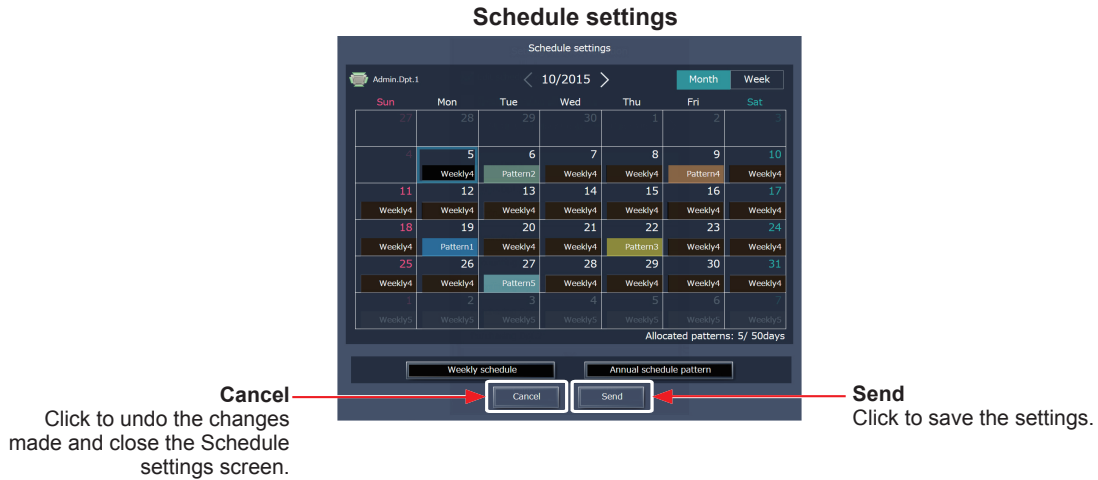 Schedule settings
Schedule settings
Admin.Dpt.1
< 10/2015 >
Month Week
Sun Mon Tue Wed Thu Fri Sat
27 28 29 30 1 2 3
4 5 6 7 8 9 10
Weekly4 Pattern2 Weekly4 Weekly4 Pattern4 Weekly4
11 12 13 14 15 16 17
Weekly4 Weekly4 Weekly4 Weekly4 Weekly4 Weekly4 Weekly4
18 19 20 21 22 23 24
Weekly4 Pattern1 Weekly4 Weekly4 Pattern3 Weekly4 Weekly4
25 26 27 28 29 30 31
Weekly4 Weekly4 Pattern5 Weekly4 Weekly4 Weekly4 Weekly4
1 2 3 4 5 6 7
Weekly5 Weekly5 Weekly5 Weekly5 Weekly5 Weekly5 Weekly5
Allocated patterns: 5/ 50days
Weekly schedule Annual schedule pattern
Cancel Send
Cancel
Click to undo the changes
made and close the Schedule
settings screen.
Send
Click to save the settings.